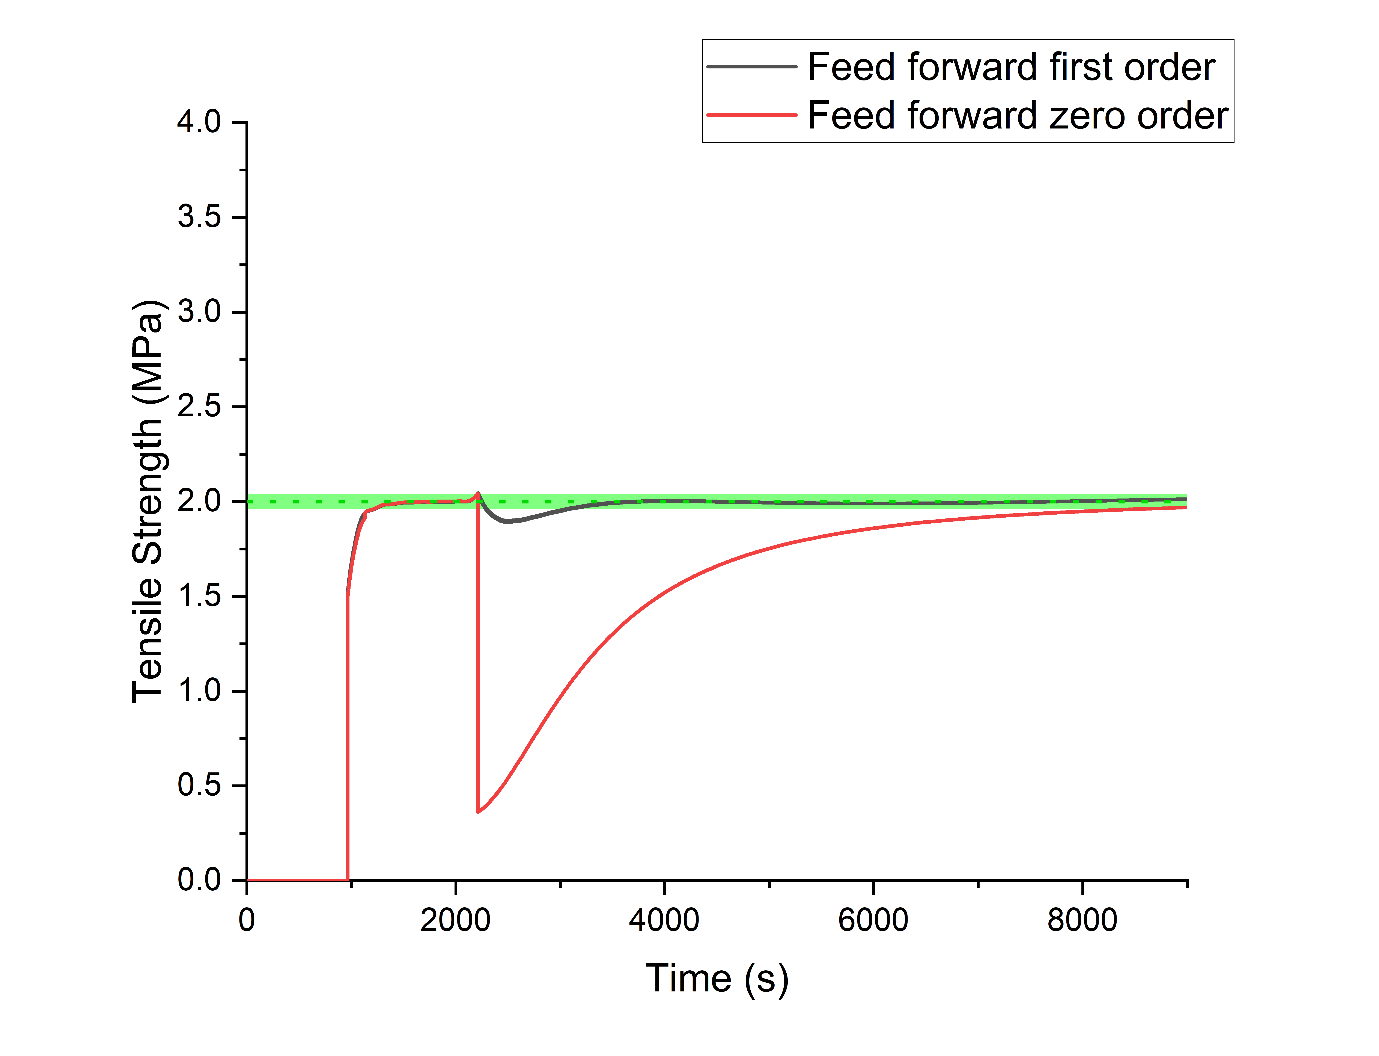 Feed forward first order
Feed forward zero order
4.0
3.5
3.0
2.5
2.0
1.5
1.0
0.5
0.0
Tensile Strength (MPa)
0 2000 4000 6000 8000
Time (s)